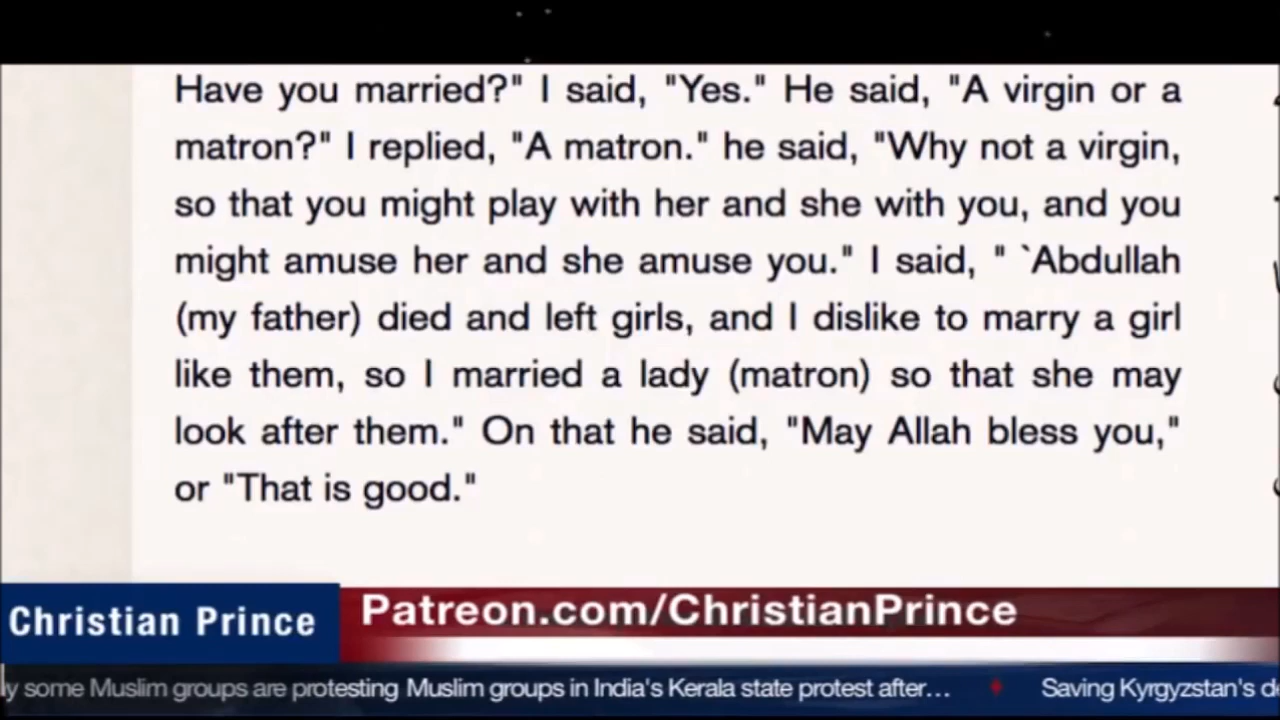 Have you married?" I said, "Yes." He said, "A virgin or a
matron?" I replied, "A matron." he said, "Why not a virgin,
so that you might play with her and she with you, and you
might amuse her and she amuse you." I said, " `Abdullah
(my father) died and left girls, and I dislike to marry a girl
like them, so I married a lady (matron) so that she may
look after them." On that he said, "May Allah bless you,"
or "That is good."
Christian Prince
Patreon.com/ChristianPrince
some Muslim groups are protesting Muslim groups in India's Kerala state protest after... Saving Kyrgyzstan's